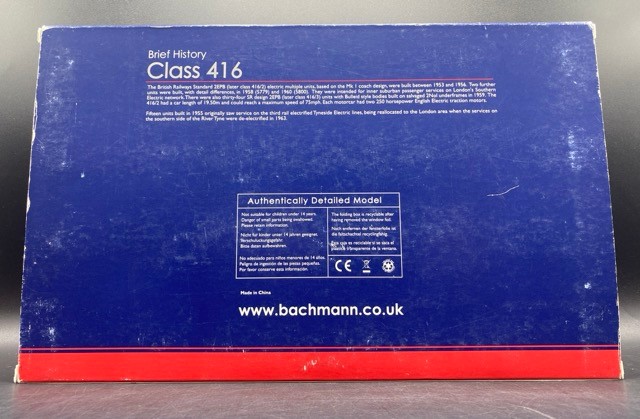 Brief History
Class 416
The British Railways Standard 2EPB (later class 416/2) electric multiple units, based on the Mk 1 coach design, were built between 1953 and 1956. Two further
units were built, with detail differences, in 1958 (5779) and 1960 (5800). They were intended for inner suburban passenger services on London's Southern
Electric network. There were also thirty-four SR design 2EPB (later class 416/3) units with Bulleid style bodies built on salvaged 2Nol underframes in 1959. The
416/2 had a car length of 19.50m and could reach a maximum speed of 75mph. Each motorcar had two 250 horsepower English Electric traction motors.
Fifteen units built in 1955 originally saw service on the third rail electrified Tyneside Electric lines, being reallocated to the London area when the services on
the southern side of the River Tyne were de-electrified in 1963.
Authentically Detailed Model
Not suitable for children under 14 years.
Danger of small parts being swallowed.
Please retain information.
Nicht für kinder unter 14 jahren geeignet.
Verschluckungsgefahr.
Bitte daten aufbewahren.
No adecuado para niños menores de 14 años.
Peligro de ingestión de las piezas pequeñas.
Por favor conserve esta información.
The folding box is recyclable after
having removed the window foil.
Nach entfernen der fensterfolie ist
die faltschachtel recyclingfähig.
Esta caja es reciclable si se saca el
plástico transparente de la ventana.
CE
Made in China
www.bachmann.co.uk